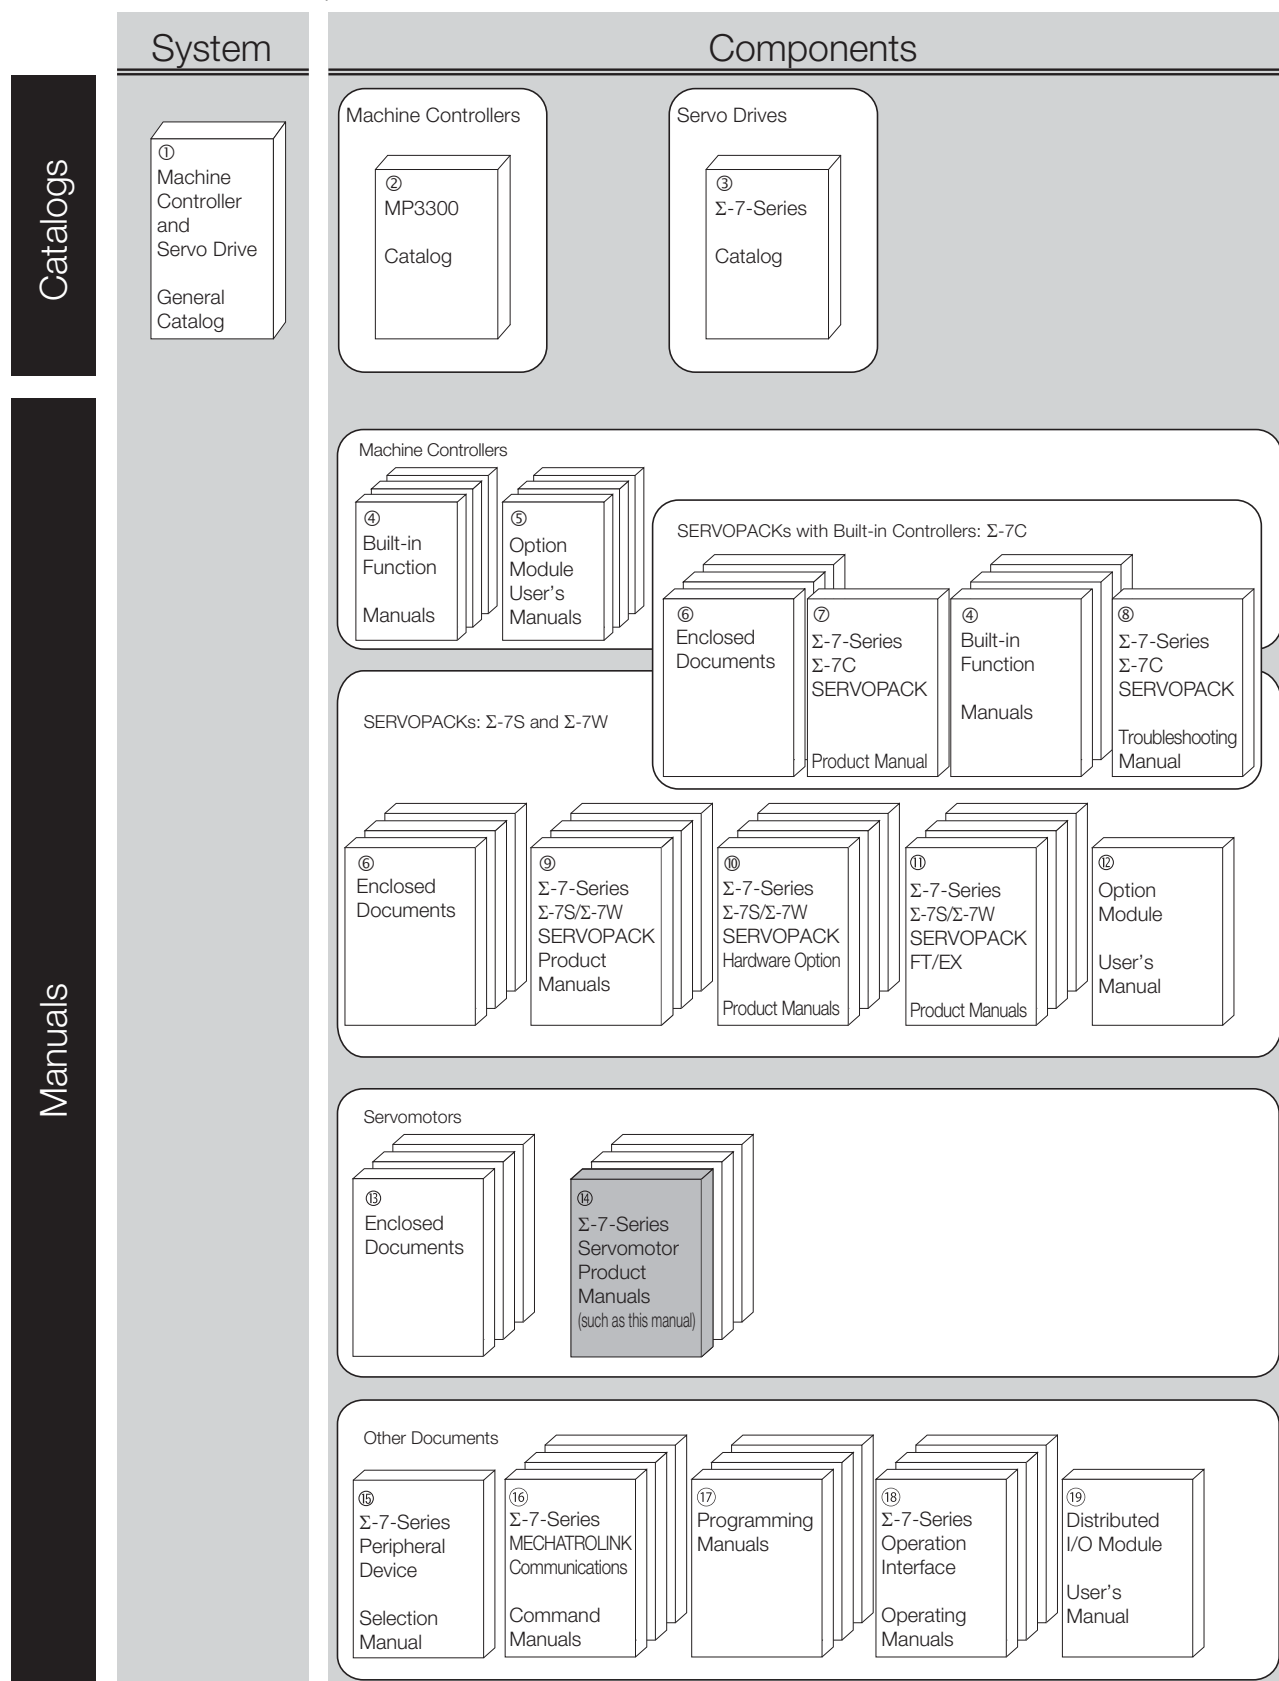 System
Components
Catalogs
①
Machine
Controller
and
Servo Drive
General
Catalog
Machine Controllers
②
MP3300
Catalog
Servo Drives
③
Σ-7-Series
Catalog
Manuals
Machine Controllers
④
Built-in
Function
Manuals
⑤
Option
Module
User's
Manuals
SERVOPACKs with Built-in Controllers: Σ-7C
⑥
Enclosed
Documents
⑦
Σ-7-Series
Σ-7C
SERVOPACK
Product Manual
④
Built-in
Function
Manuals
⑧
Σ-7-Series
Σ-7C
SERVOPACK
Troubleshooting
Manual
SERVOPACKs: Σ-7S and Σ-7W
⑥
Enclosed
Documents
⑨
Σ-7-Series
Σ-7S/Σ-7W
SERVOPACK
Product
Manuals
⑩
Σ-7-Series
Σ-7S/Σ-7W
SERVOPACK
Hardware Option
Product Manuals
⑪
Σ-7-Series
Σ-7S/Σ-7W
SERVOPACK
FT/EX
Product Manuals
⑫
Option
Module
User's
Manual
Servomotors
⑬
Enclosed
Documents
⑭
Σ-7-Series
Servomotor
Product
Manuals
(such as this manual)
Other Documents
⑮
Σ-7-Series
Peripheral
Device
Selection
Manual
⑯
Σ-7-Series
MECHATROLINK
Communications
Command
Manuals
⑰
Programming
Manuals
⑱
Σ-7-Series
Operation
Interface
Operating
Manuals
⑲
Distributed
I/O Module
User's
Manual